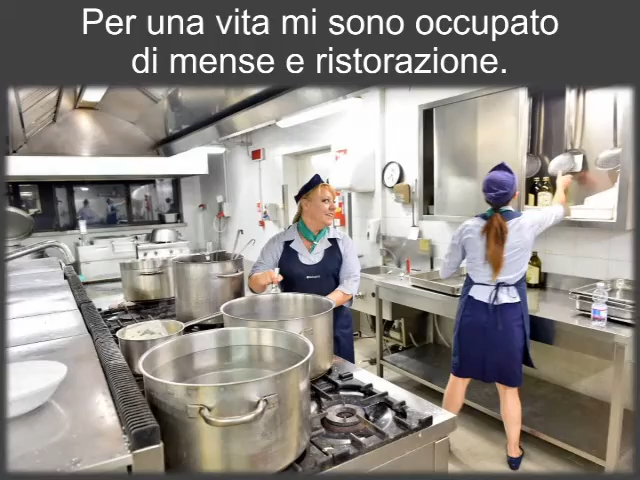 Per una vita mi sono occupato
di mense e ristorazione.